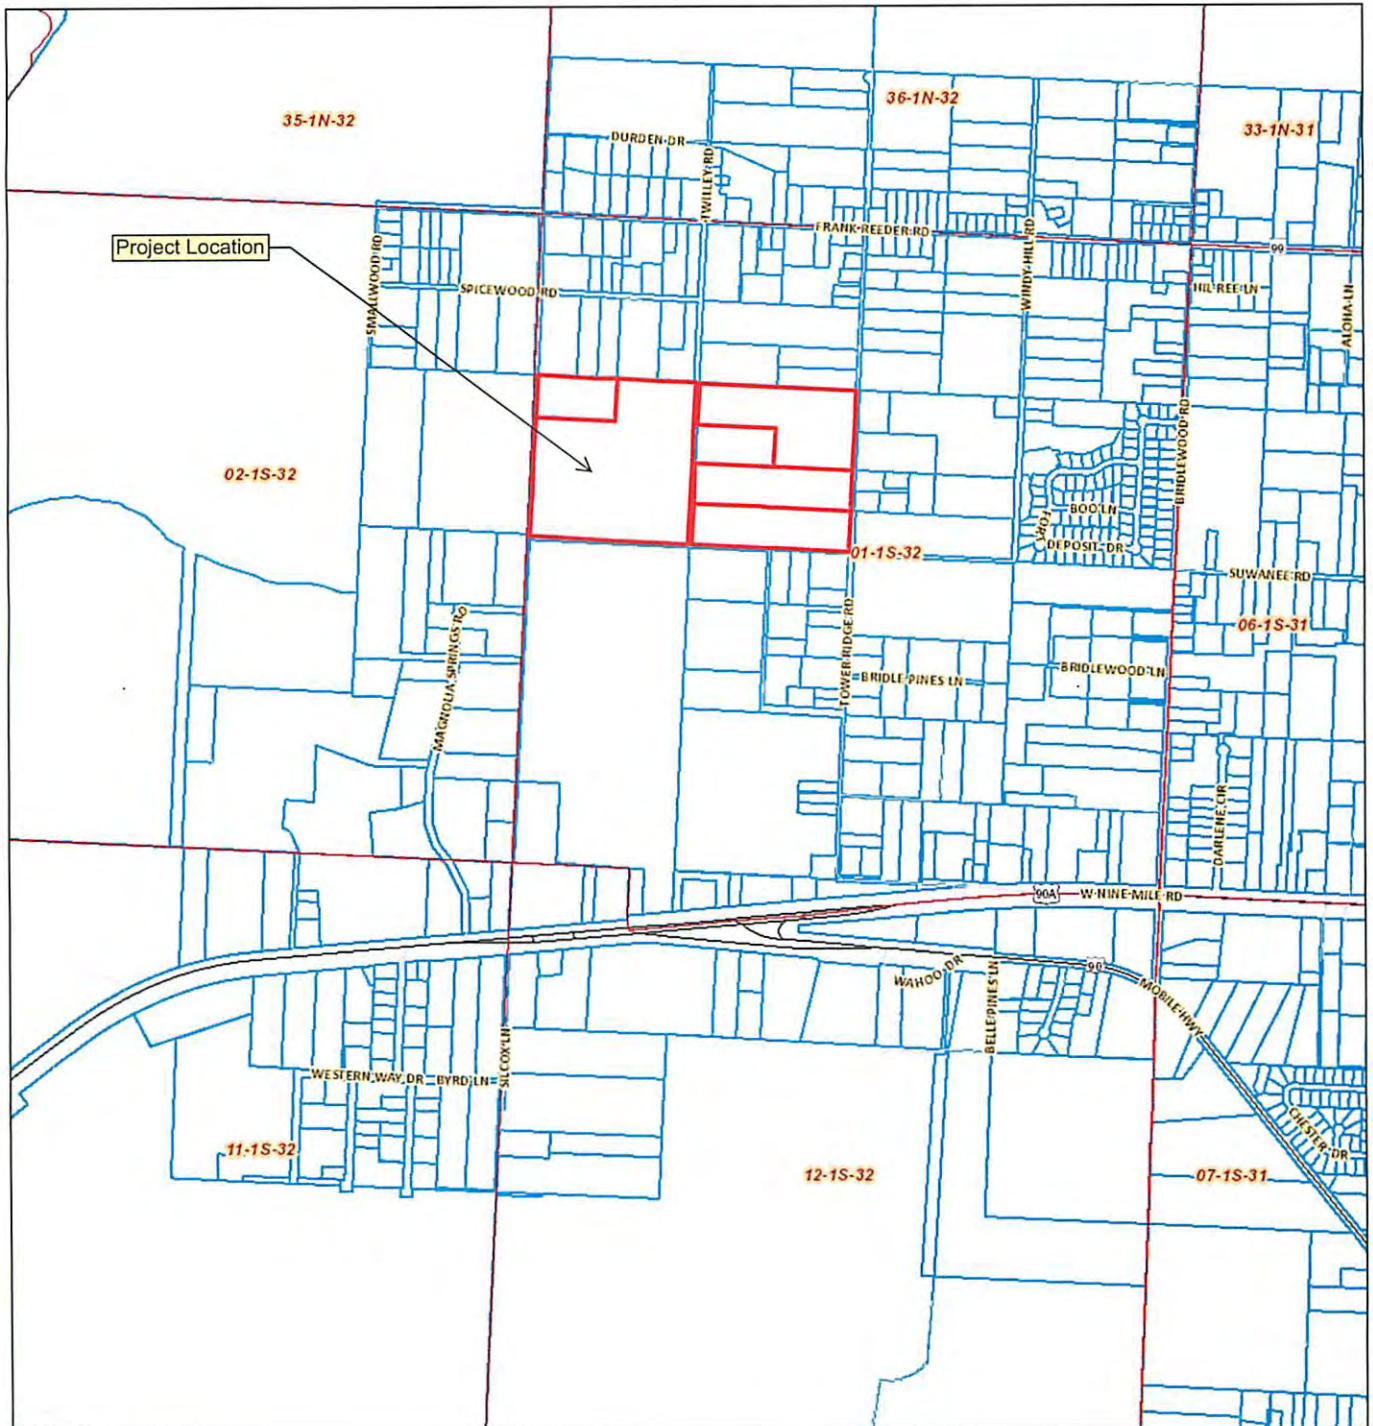 35-1N-32
36-1N-32
33-1N-31
DURDEN DR
TWILLEY RD
FRANK REEDER RD
99
Project Location
SMALLWOOD RD
SPICEWOOD RD
WINDY HILL RD
HIL REE LN
ALOHA LN
BRIDLEWOOD RD
02-1S-32
FORT
BOO LN
DEPOSIT DR
01-1S-32
SUWANEE RD
06-1S-31
MAGNOLIA SPRINGS RD
TOWER RIDGE RD
BRIDLE PINES LN
BRIDLEWOOD LN
DARLENE CIR
90A
W NINE MILE RD
WAHOO DR
BELLE PINES LN
90
MOBILE HWY
SILCOX LN
WESTERN WAY DR
BYRD LN
CHESTER DR
11-1S-32
12-1S-32
07-1S-31